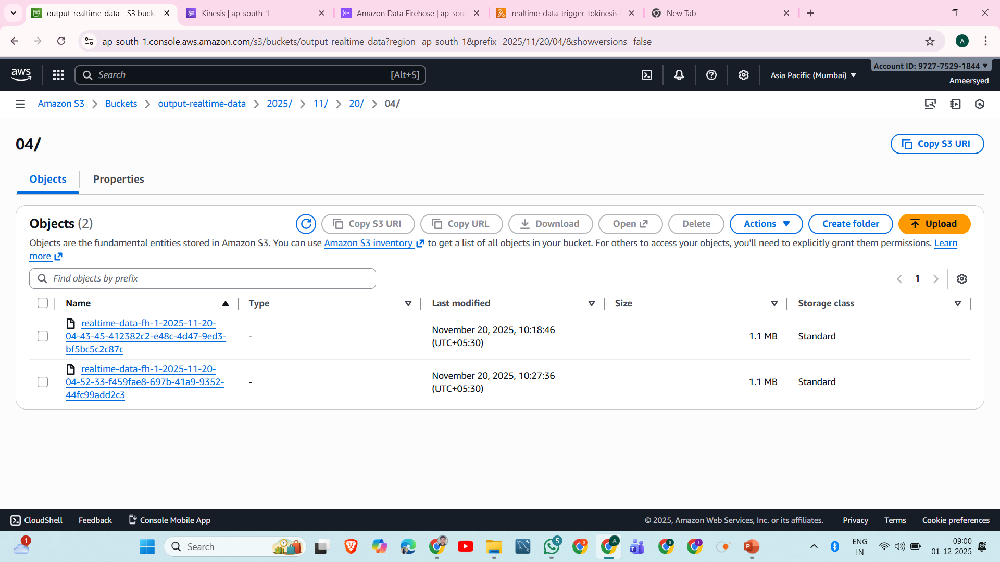 output-realtime-data - S3 buck
Kinesis | ap-south-1
Amazon Data Firehose | ap-sou
realtime-data-trigger-tokinesis
New Tab
ap-south-1.console.aws.amazon.com/s3/buckets/output-realtime-data?region=ap-south-1&prefix=2025/11/20/04/&showversions=false
A
aws
Search
[Alt+S]
Asia Pacific (Mumbai)
Account ID: 9727-7529-1844
Ameersyed
Amazon S3 > Buckets > output-realtime-data > 2025/ > 11/ > 20/ > 04/
04/
Copy S3 URI
Objects
Properties
Objects (2)
Copy S3 URI
Copy URL
Download
Open
Delete
Actions
Create folder
Upload
Objects are the fundamental entities stored in Amazon S3. You can use Amazon S3 inventory to get a list of all objects in your bucket. For others to access your objects, you'll need to explicitly grant them permissions. Learn
more
Find objects by prefix
1
Name
Type
Last modified
Size
Storage class
realtime-data-fh-1-2025-11-20-
04-43-45-412382c2-e48c-4d47-9ed3-
bf5bc5c2c87c
-
November 20, 2025, 10:18:46
(UTC+05:30)
1.1 MB
Standard
realtime-data-fh-1-2025-11-20-
04-52-33-f459fae8-697b-41a9-9352-
44fc99add2c3
-
November 20, 2025, 10:27:36
(UTC+05:30)
1.1 MB
Standard
CloudShell
Feedback
Console Mobile App
© 2025, Amazon Web Services, Inc. or its affiliates.
Privacy
Terms
Cookie preferences
1
Search
5
S
A
T
S
S
P
ENG
IN
09:00
01-12-2025